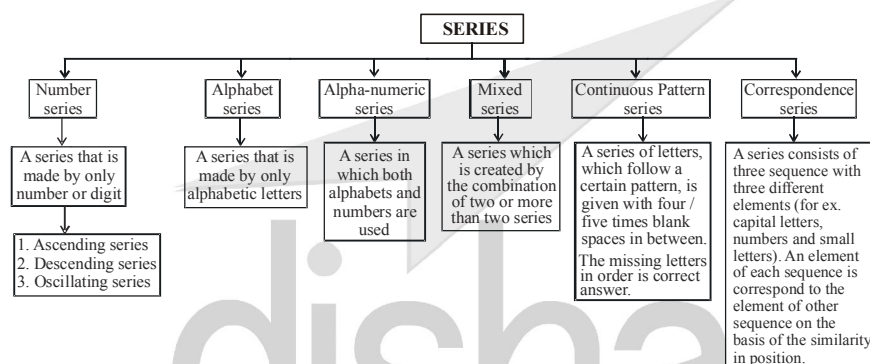 SERIES
Number
series
Alphabet
series
Alpha-numeric
series
Mixed
series
Continuous Pattern
series
Correspondence
series
A series that is
made by only
number or digit
A series that is
made by only
alphabetic letters
A series in
which both
alphabets and
numbers are
used
A series which
is created by
the combination
of two or more
than two series
A series of letters,
which follow a
certain pattern, is
given with four /
five times blank
spaces in between.
The missing letters
in order is correct
answer.
A series consists of
three sequence with
three different
elements (for ex.
capital letters,
numbers and small
letters). An element
of each sequence is
correspond to the
element of other
sequence on the
basis of the similarity
in position.
1. Ascending series
2. Descending series
3. Oscillating series
disha